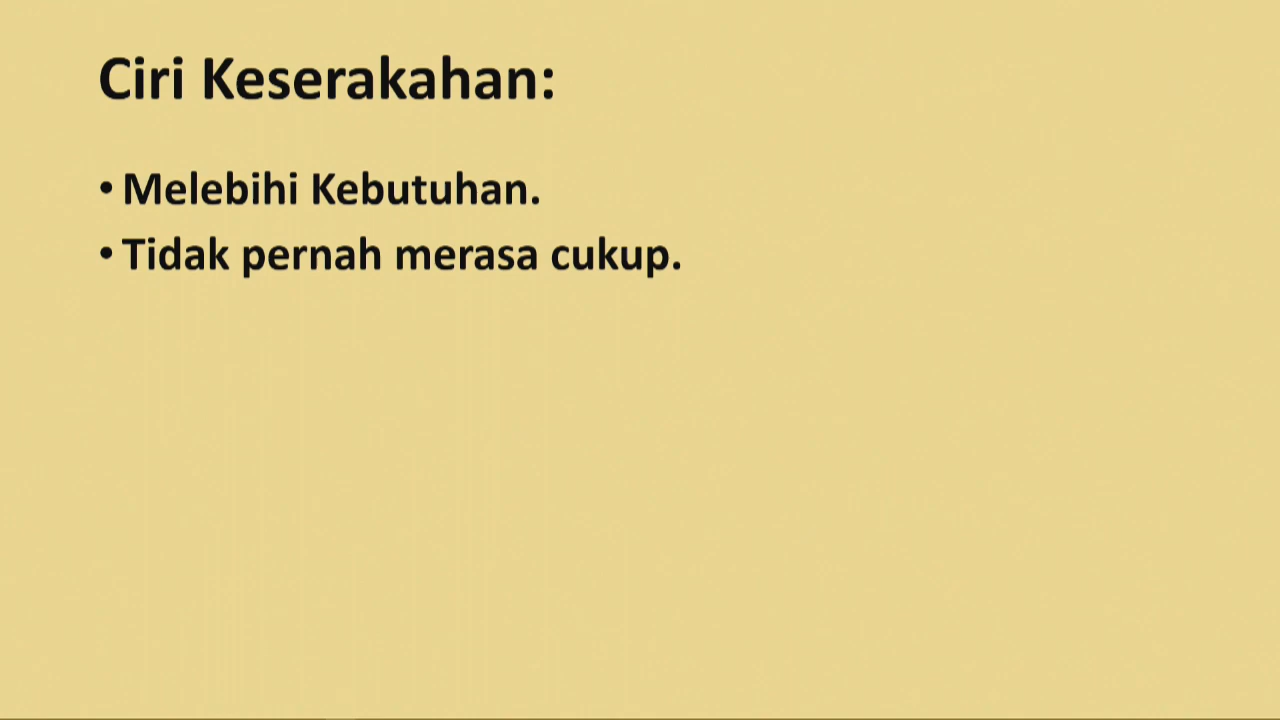 Ciri Keserakahan:
• Melebihi Kebutuhan.
• Tidak pernah merasa cukup.